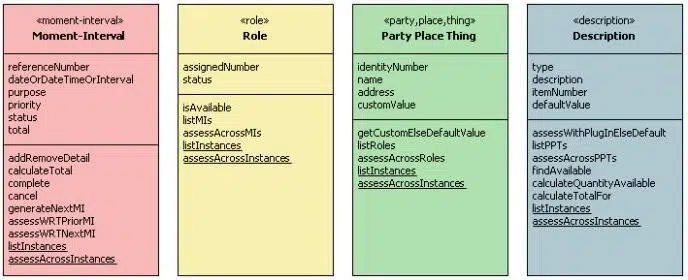 «moment-interval»
Moment-Interval
referenceNumber
dateOrDateTimeOrInterval
purpose
priority
status
total
addRemoveDetail
calculateTotal
complete
cancel
generateNextMI
assessWRTPriorMI
assessWRTNextMI
listInstances
assessAcrossInstances
«role»
Role
assignedNumber
status
isAvailable
listMIs
assessAcrossMIs
listInstances
assessAcrossInstances
«party,place,thing»
Party Place Thing
identityNumber
name
address
customValue
getCustomElseDefaultValue
listRoles
assessAcrossRoles
listInstances
assessAcrossInstances
«description»
Description
type
description
itemNumber
defaultValue
assessWithPlugInElseDefault
listPPTs
assessAcrossPPTs
findAvailable
calculateQuantityAvailable
calculateTotalFor
listInstances
assessAcrossInstances